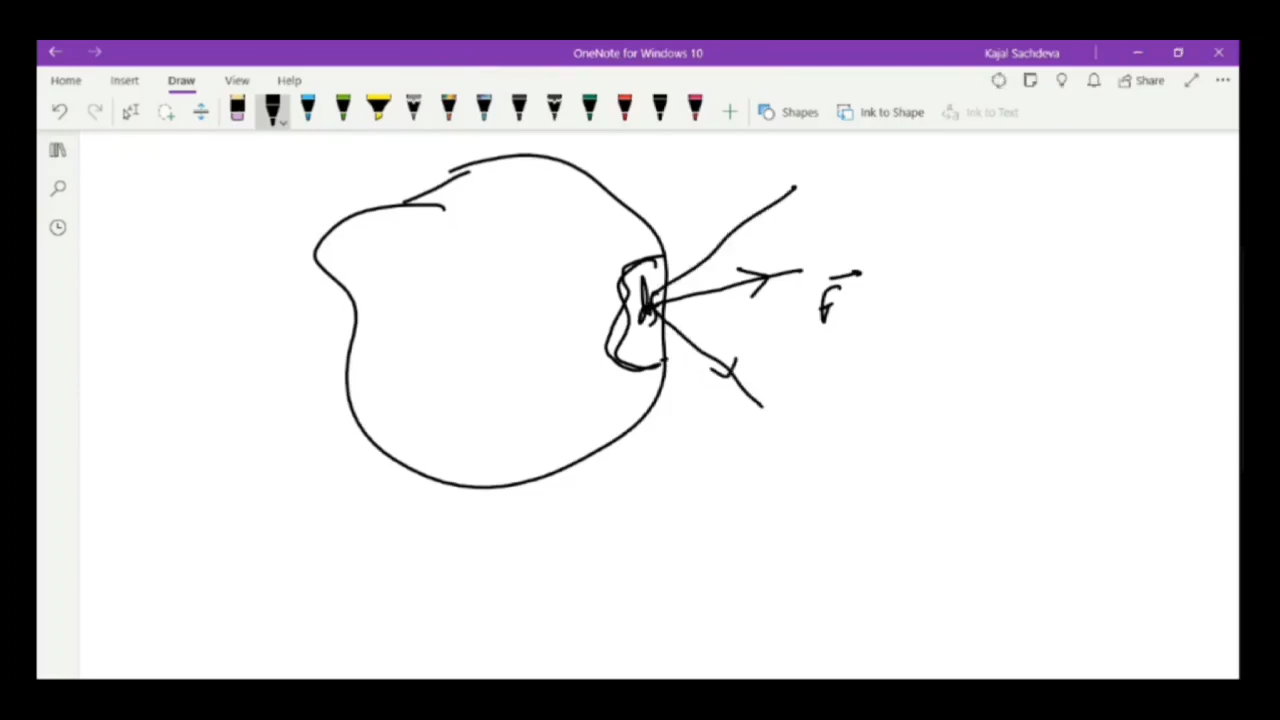 OneNote for Windows 10
Kajal Sachdeva
Home Insert Draw View Help
Share
Shapes Ink to Shape Ink to Text
F